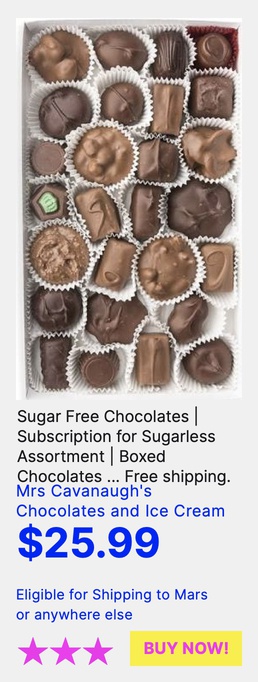 Sugar Free Chocolates |
Subscription for Sugarless
Assortment | Boxed
Chocolates ... Free shipping.
Mrs Cavanaugh's
Chocolates and Ice Cream
$25.99
Eligible for Shipping to Mars
or anywhere else
BUY NOW!